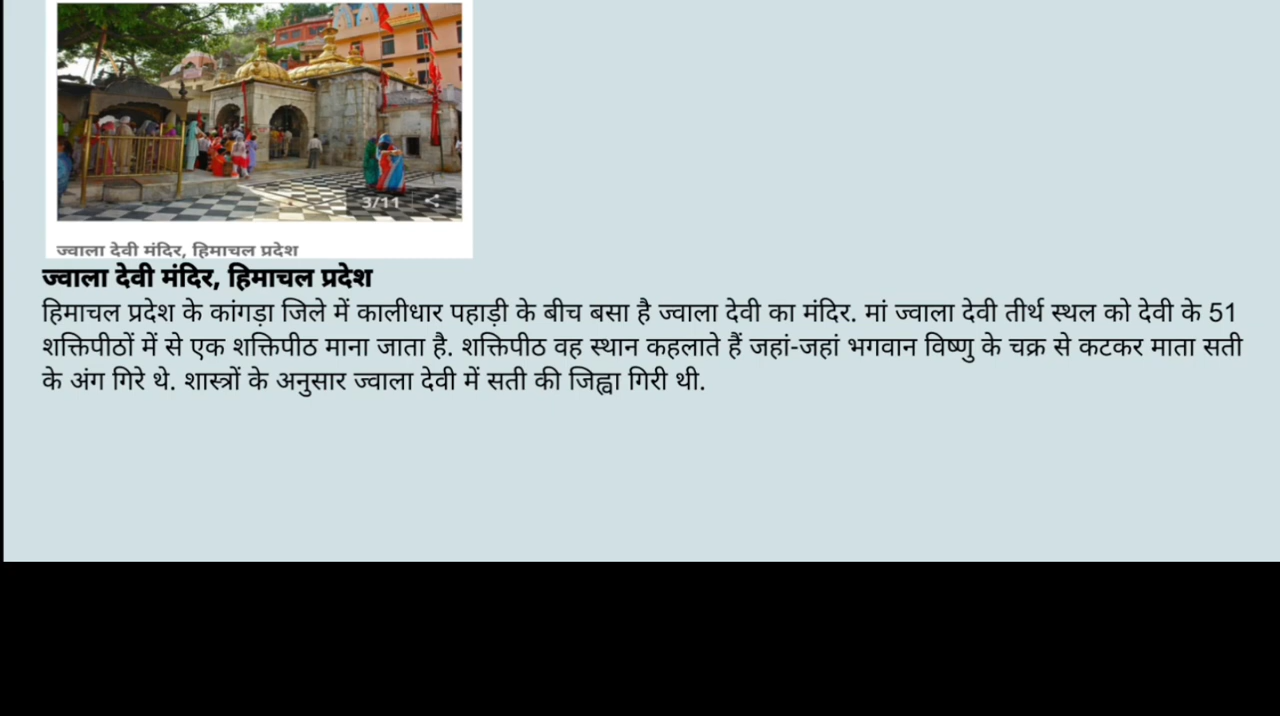 3/11
ज्वाला देवी मंदिर, हिमाचल प्रदेश
ज्वाला देवी मंदिर, हिमाचल प्रदेश
हिमाचल प्रदेश के कांगड़ा जिले में कालीधार पहाड़ी के बीच बसा है ज्वाला देवी का मंदिर. मां ज्वाला देवी तीर्थ स्थल को देवी के 51
शक्तिपीठों में से एक शक्तिपीठ माना जाता है. शक्तिपीठ वह स्थान कहलाते हैं जहां-जहां भगवान विष्णु के चक्र से कटकर माता सती
के अंग गिरे थे. शास्त्रों के अनुसार ज्वाला देवी में सती की जिह्वा गिरी थी.